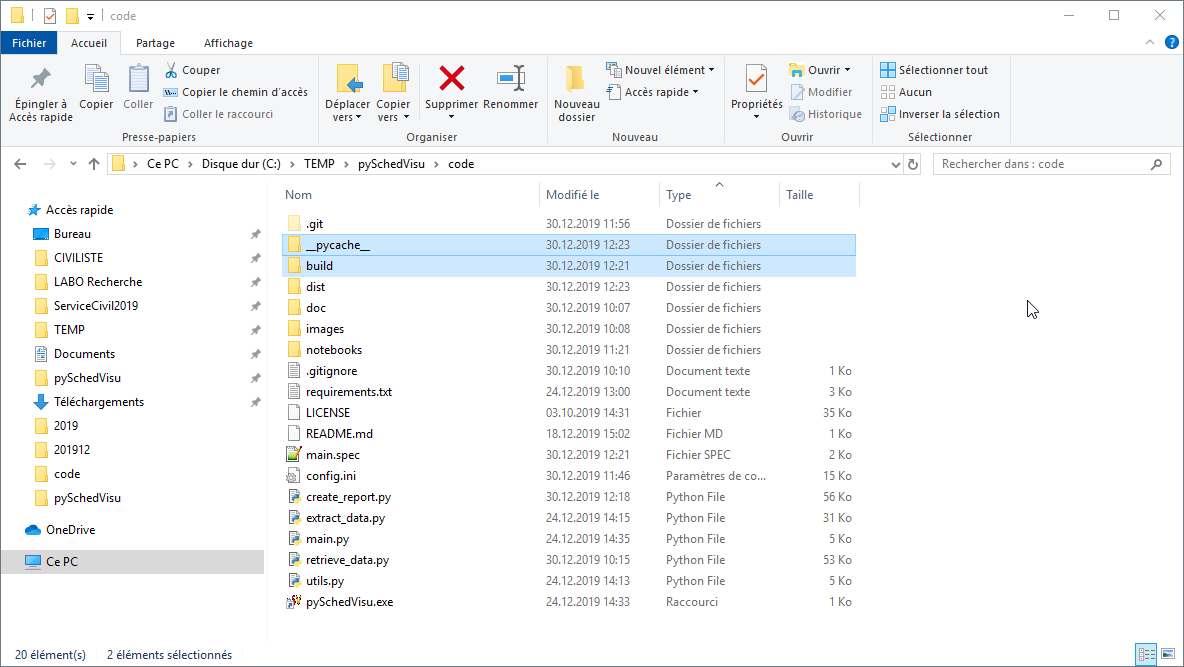 code
Fichier Accueil Partage Affichage
Épingler à Accès rapide
Copier
Coller
Couper
Copier le chemin d'accès
Coller le raccourci
Presse-papiers
Déplacer vers
Copier vers
Supprimer
Renommer
Organiser
Nouveau dossier
Nouvel élément
Accès rapide
Nouveau
Propriétés
Ouvrir
Modifier
Historique
Ouvrir
Sélectionner tout
Aucun
Inverser la sélection
Sélectionner
Ce PC > Disque dur (C:) > TEMP > pySchedVisu > code
Rechercher dans : code
Accès rapide
Bureau
CIVILISTE
LABO Recherche
ServiceCivil2019
TEMP
Documents
pySchedVisu
Téléchargements
2019
201912
code
pySchedVisu
OneDrive
Ce PC
Nom Modifié le Type Taille
.git 30.12.2019 11:56 Dossier de fichiers
__pycache__ 30.12.2019 12:23 Dossier de fichiers
build 30.12.2019 12:21 Dossier de fichiers
dist 30.12.2019 12:23 Dossier de fichiers
doc 30.12.2019 10:07 Dossier de fichiers
images 30.12.2019 10:08 Dossier de fichiers
notebooks 30.12.2019 11:21 Dossier de fichiers
.gitignore 30.12.2019 10:10 Document texte 1 Ko
requirements.txt 24.12.2019 13:00 Document texte 3 Ko
LICENSE 03.10.2019 14:31 Fichier 35 Ko
README.md 18.12.2019 15:02 Fichier MD 1 Ko
main.spec 30.12.2019 12:21 Fichier SPEC 2 Ko
config.ini 30.12.2019 11:46 Paramètres de co... 15 Ko
create_report.py 30.12.2019 12:18 Python File 56 Ko
extract_data.py 24.12.2019 14:15 Python File 31 Ko
main.py 24.12.2019 14:35 Python File 5 Ko
retrieve_data.py 30.12.2019 10:15 Python File 53 Ko
utils.py 24.12.2019 14:13 Python File 5 Ko
pySchedVisu.exe 24.12.2019 14:33 Raccourci 1 Ko
20 élément(s) 2 éléments sélectionnés